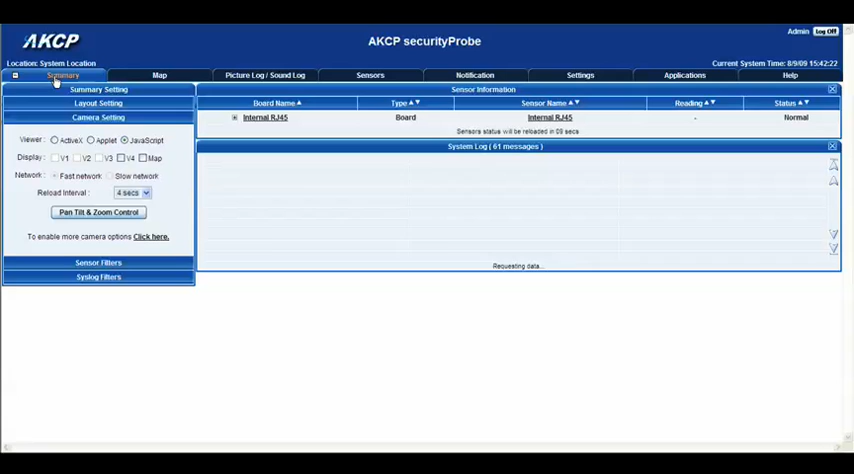 Admin Log Off
AKCP
AKCP securityProbe
Location: System Location
Current System Time: 8/9/09 15:42:22
Summary Map Picture Log / Sound Log Sensors Notification Settings Applications Help
Summary Setting
Layout Setting
Camera Setting
Viewer : ActiveX Applet JavaScript
Display : V1 V2 V3 V4 Map
Network : Fast network Slow network
Reload Interval : 4 secs
Pan Tilt & Zoom Control
To enable more camera options Click here.
Sensor Filters
Syslog Filters
Sensor Information
Board Name Type Sensor Name Reading Status
Internal RJ45 Board Internal RJ45 - Normal
Sensors status will be reloaded in 09 secs
System Log ( 61 messages )
Requesting data...